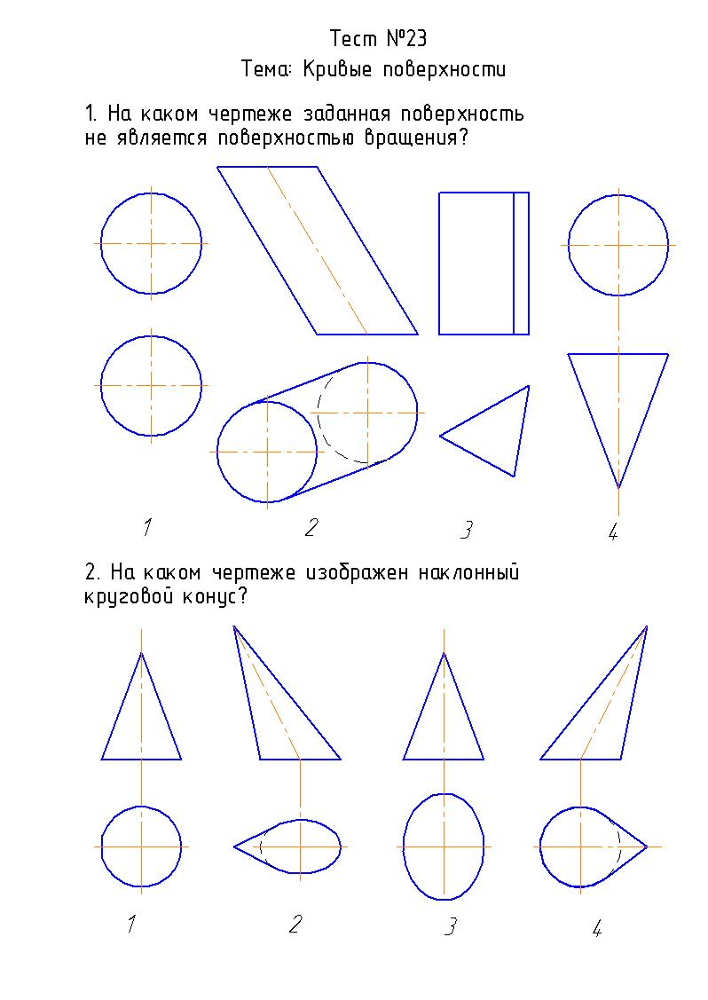 Тест №23
Тема: Кривые поверхности
1. На каком чертеже заданная поверхность
не является поверхностью вращения?
1 2 3 4
2. На каком чертеже изображен наклонный
круговой конус?
1 2 3 4